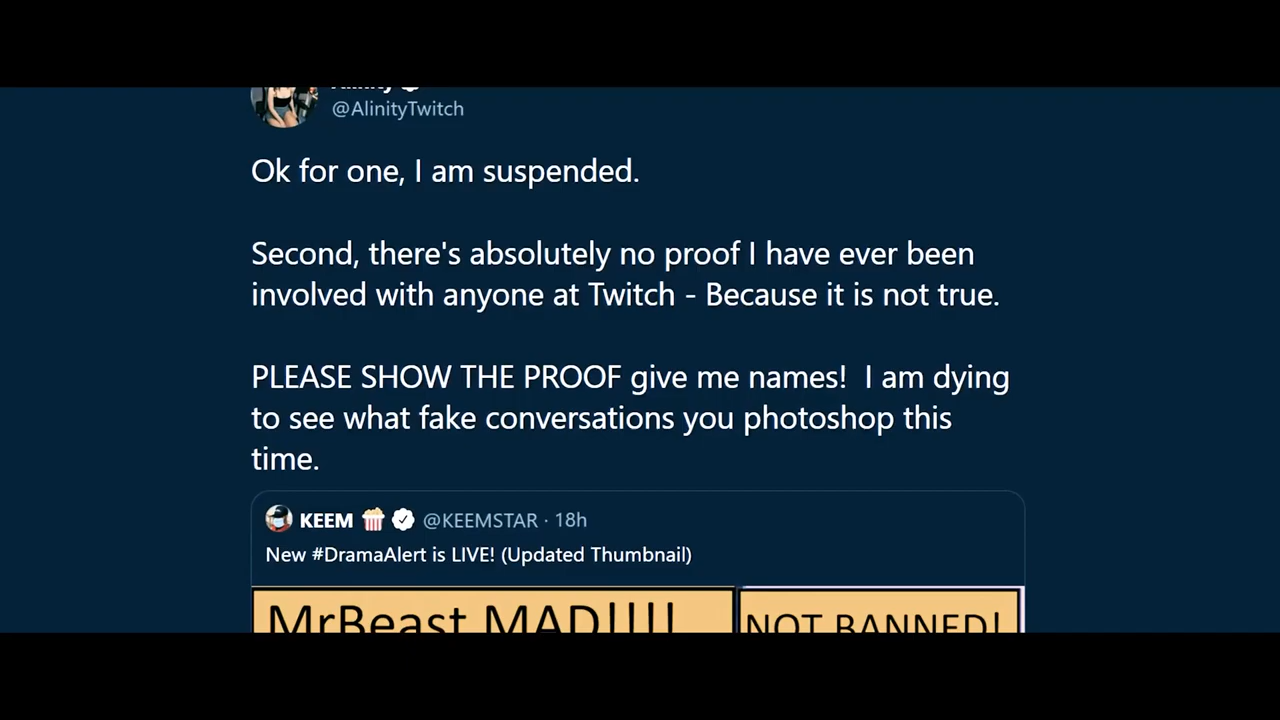 @AlinityTwitch
Ok for one, I am suspended.
Second, there's absolutely no proof I have ever been
involved with anyone at Twitch - Because it is not true.
PLEASE SHOW THE PROOF give me names!  I am dying
to see what fake conversations you photoshop this
time.
KEEM 🍿 @KEEMSTAR · 18h
New #DramaAlert is LIVE! (Updated Thumbnail)
MrBeast MAD!!!! NOT BANNED!